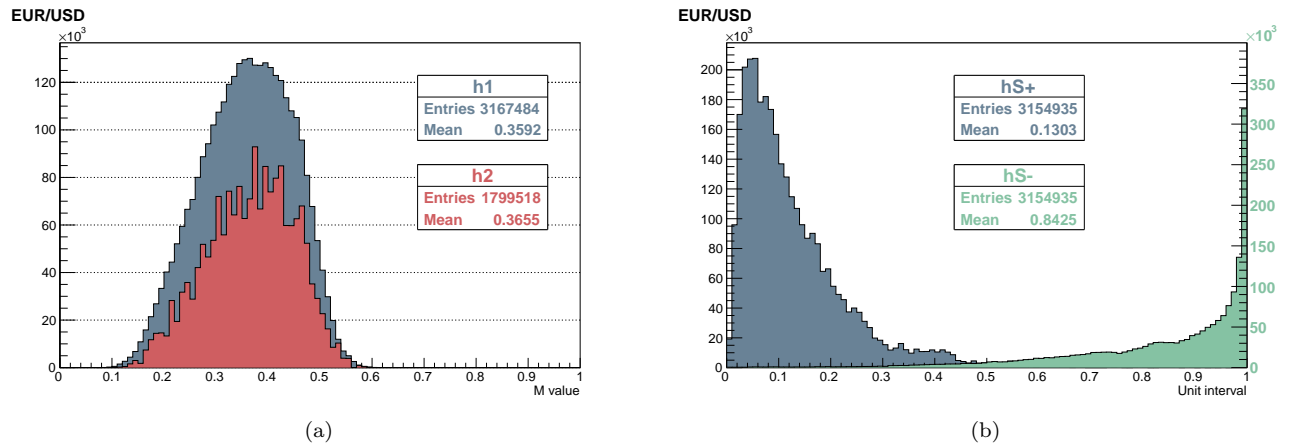 EUR/USD
×10³
120
100
80
60
40
20
0
h1
Entries 3167484
Mean 0.3592
h2
Entries 1799518
Mean 0.3655
0 0.1 0.2 0.3 0.4 0.5 0.6 0.7 0.8 0.9 1
M value
(a)
EUR/USD
×10³
200
180
160
140
120
100
80
60
40
20
0
hS+
Entries 3154935
Mean 0.1303
hS-
Entries 3154935
Mean 0.8425
×10³
350
300
250
200
150
100
50
0
0 0.1 0.2 0.3 0.4 0.5 0.6 0.7 0.8 0.9 1
Unit interval
(b)